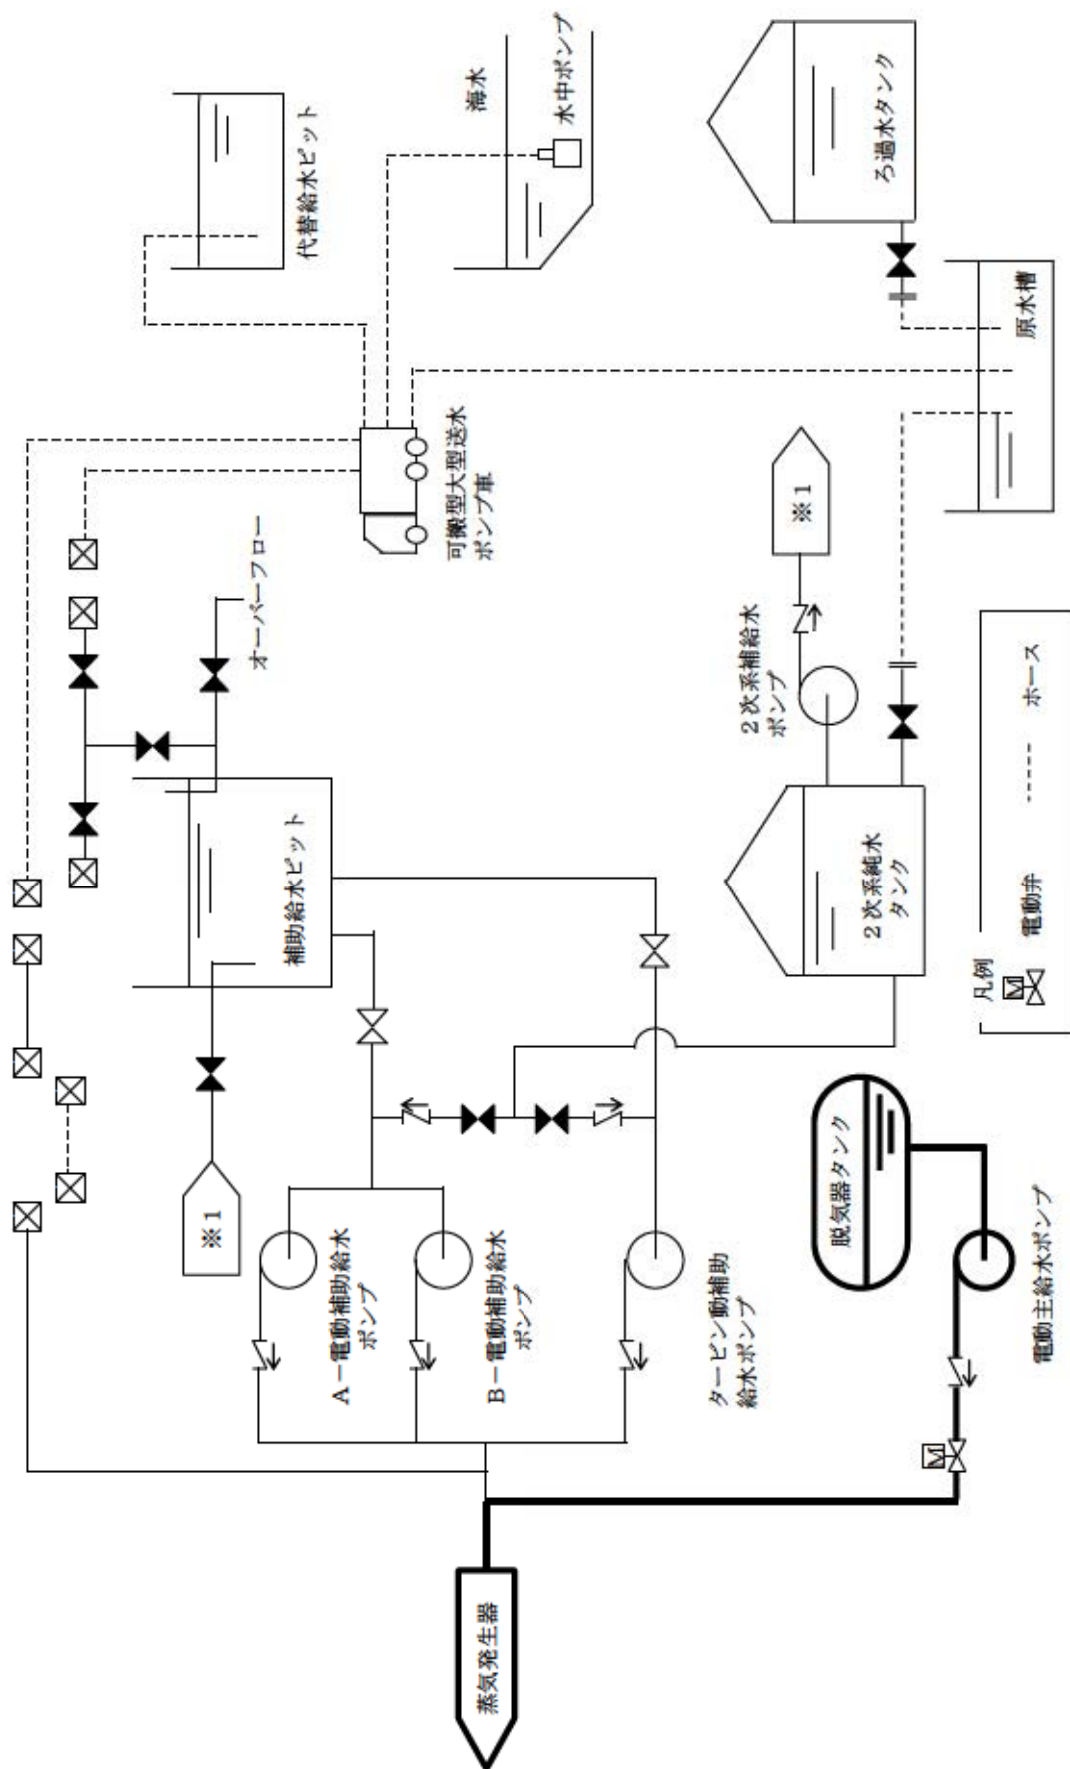 蒸気発生器
※1
A－電動補助給水
ポンプ
B－電動補助給水
ポンプ
タービン動補助
給水ポンプ
電動主給水ポンプ
脱気器タンク
補助給水ピット
オーバーフロー
2次系純水
タンク
2次系補給水
ポンプ
※1
可搬型大型送水
ポンプ車
代替給水ピット
海水
水中ポンプ
ろ過水タンク
原水槽
凡例
M
電動弁
ホース
M